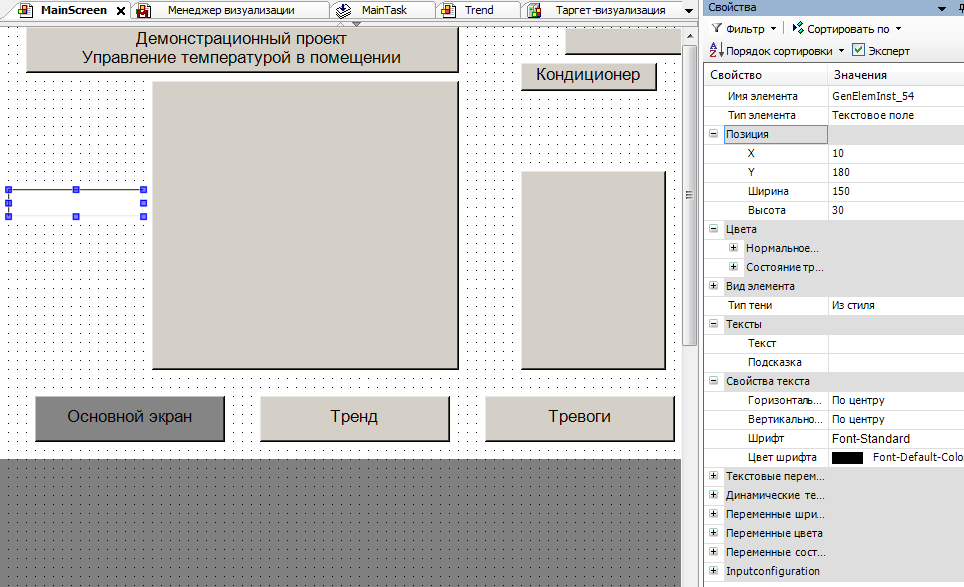 MainScreen
Менеджер визуализации
MainTask
Trend
Таргет-визуализация
Демонстрационный проект
Управление температурой в помещении
Кондиционер
Основной экран
Тренд
Тревоги
Свойства
Фильтр
Сортировать по
Порядок сортировки
Эксперт
Свойство Значения
Имя элемента GenElemInst_54
Тип элемента Текстовое поле
Позиция
X 10
Y 180
Ширина 150
Высота 30
Цвета
Нормальное...
Состояние тр...
Вид элемента
Тип тени Из стиля
Тексты
Текст
Подсказка
Свойства текста
Горизонталь... По центру
Вертикально... По центру
Шрифт Font-Standard
Цвет шрифта Font-Default-Colo
Текстовые перем...
Динамические те...
Переменные шри...
Переменные цвета
Переменные сост...
Inputconfiguration